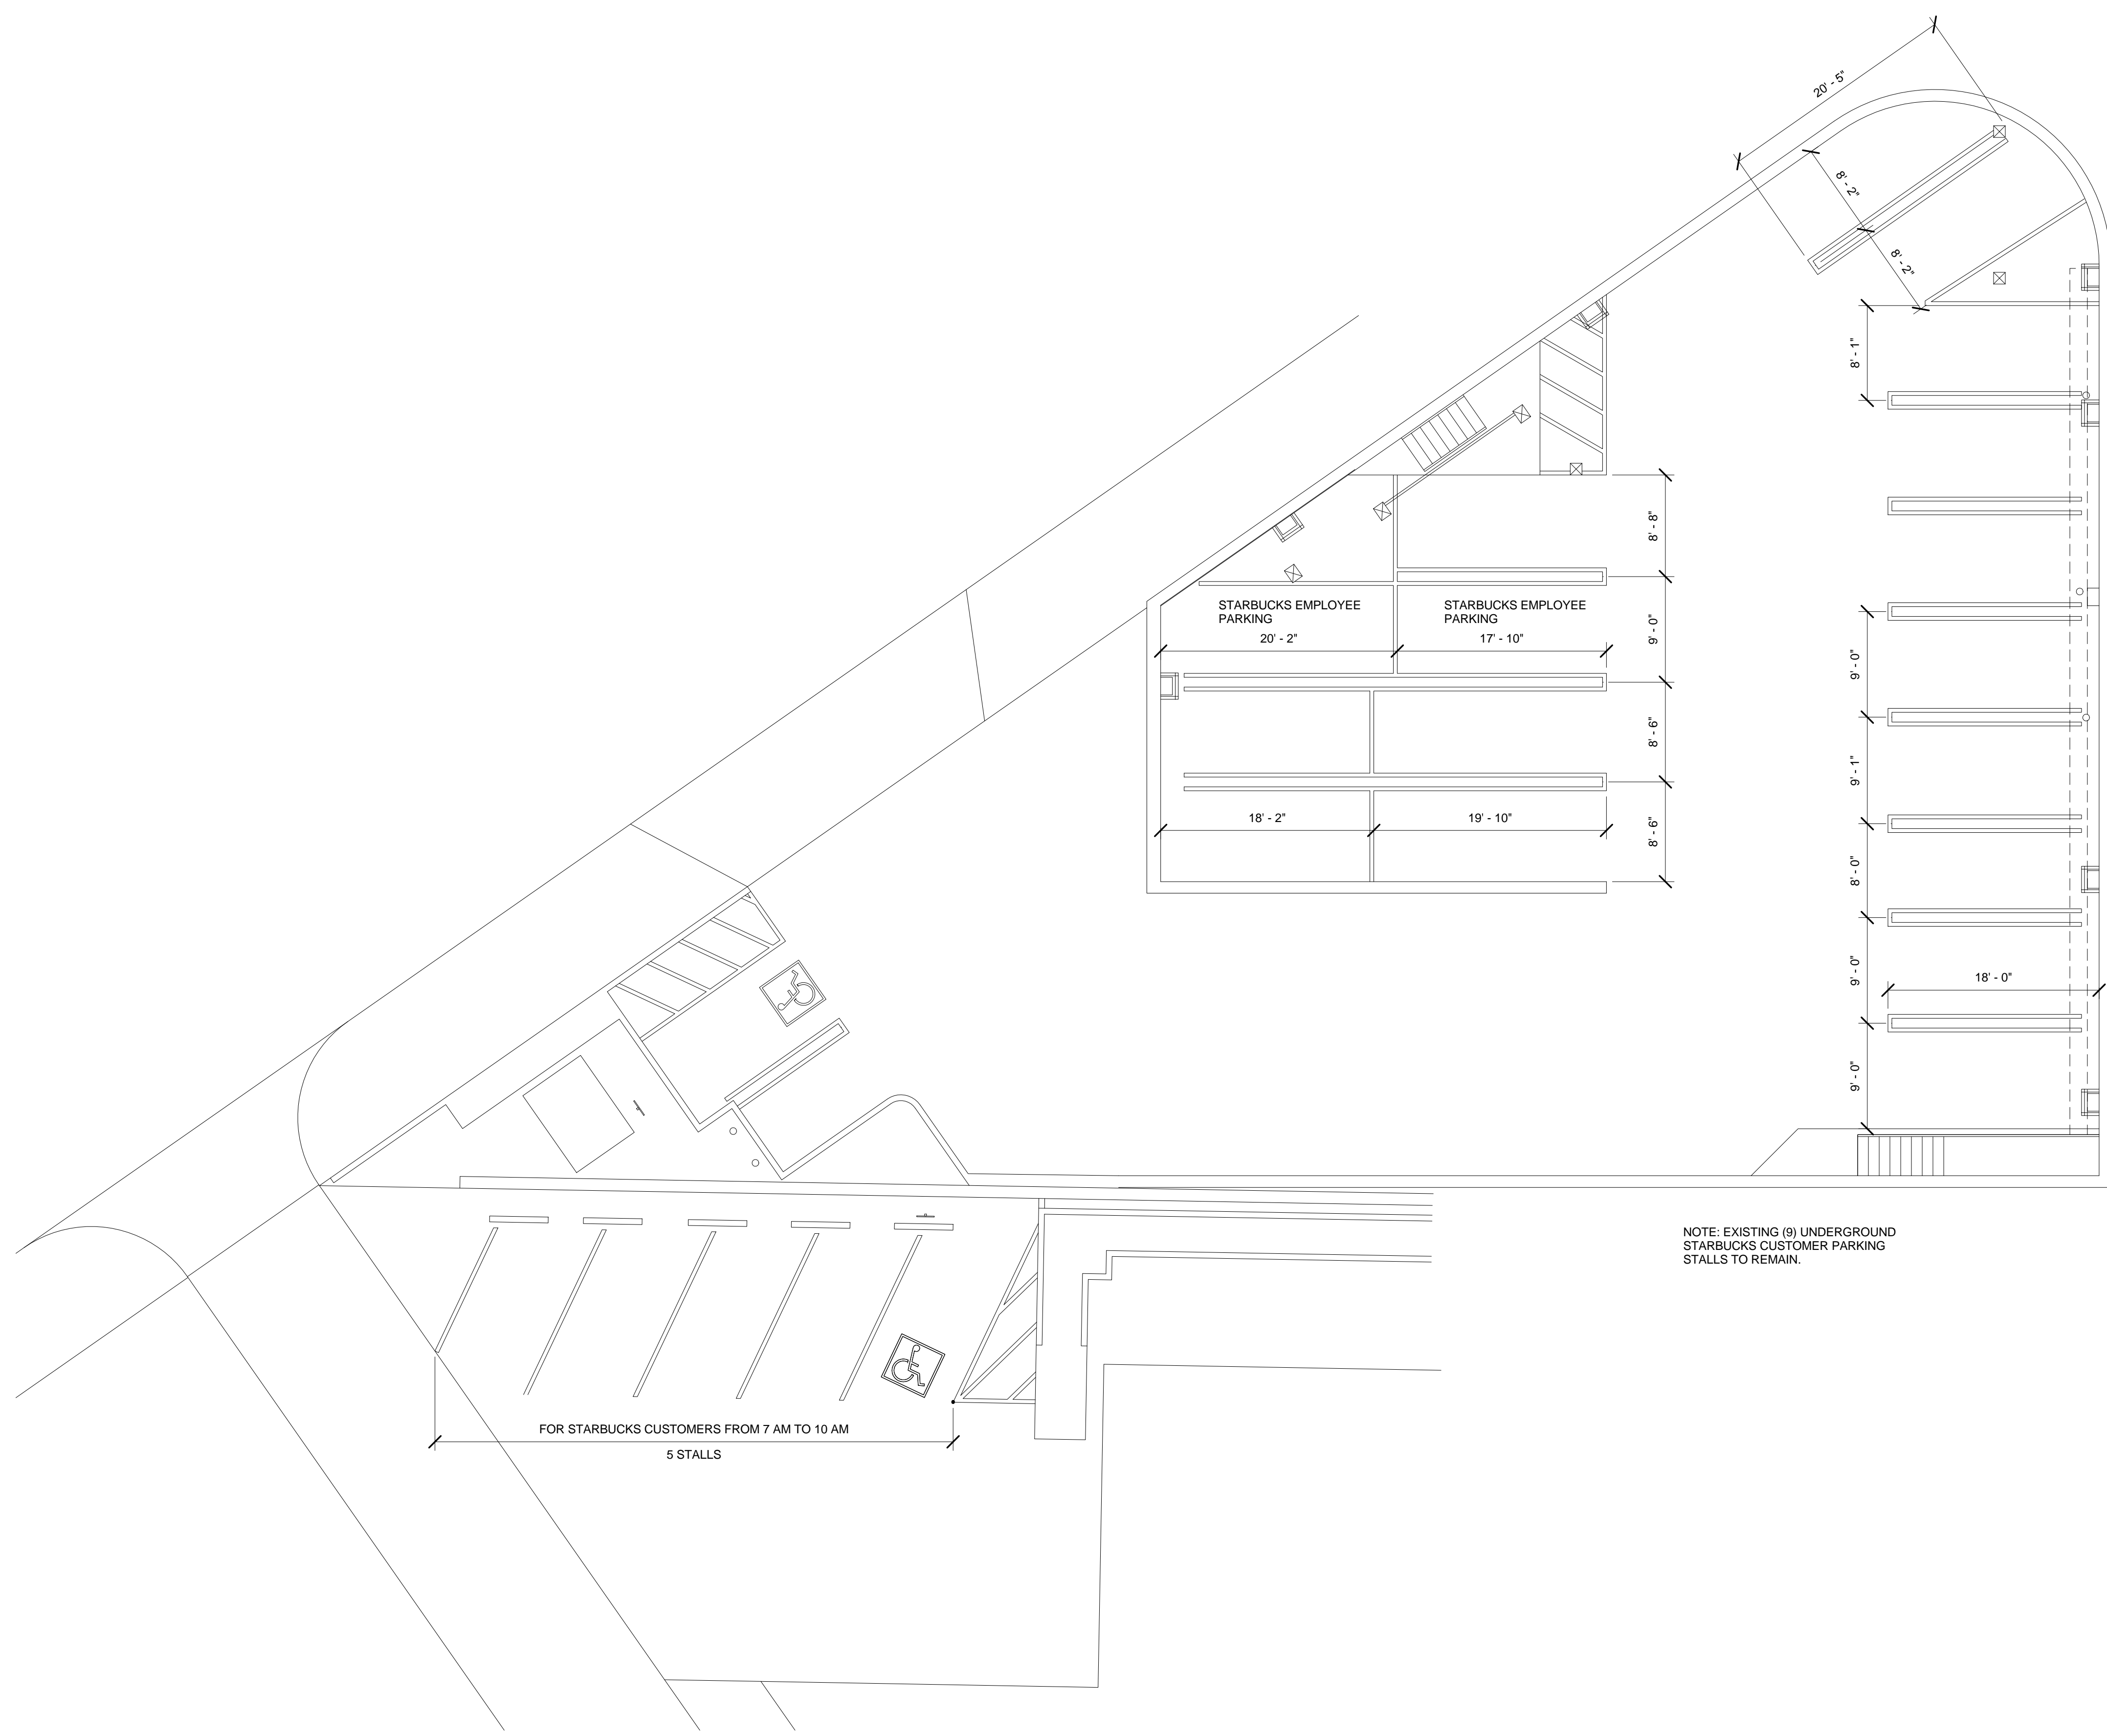 20' - 5"
8' - 2"
8' - 2"
8' - 1"
8' - 8"
STARBUCKS EMPLOYEE
PARKING
STARBUCKS EMPLOYEE
PARKING
20' - 2"
17' - 10"
9' - 0"
9' - 0"
8' - 6"
9' - 1"
18' - 2"
19' - 10"
8' - 6"
8' - 0"
9' - 0"
18' - 0"
9' - 0"
NOTE: EXISTING (9) UNDERGROUND
STARBUCKS CUSTOMER PARKING
STALLS TO REMAIN.
FOR STARBUCKS CUSTOMERS FROM 7 AM TO 10 AM
5 STALLS